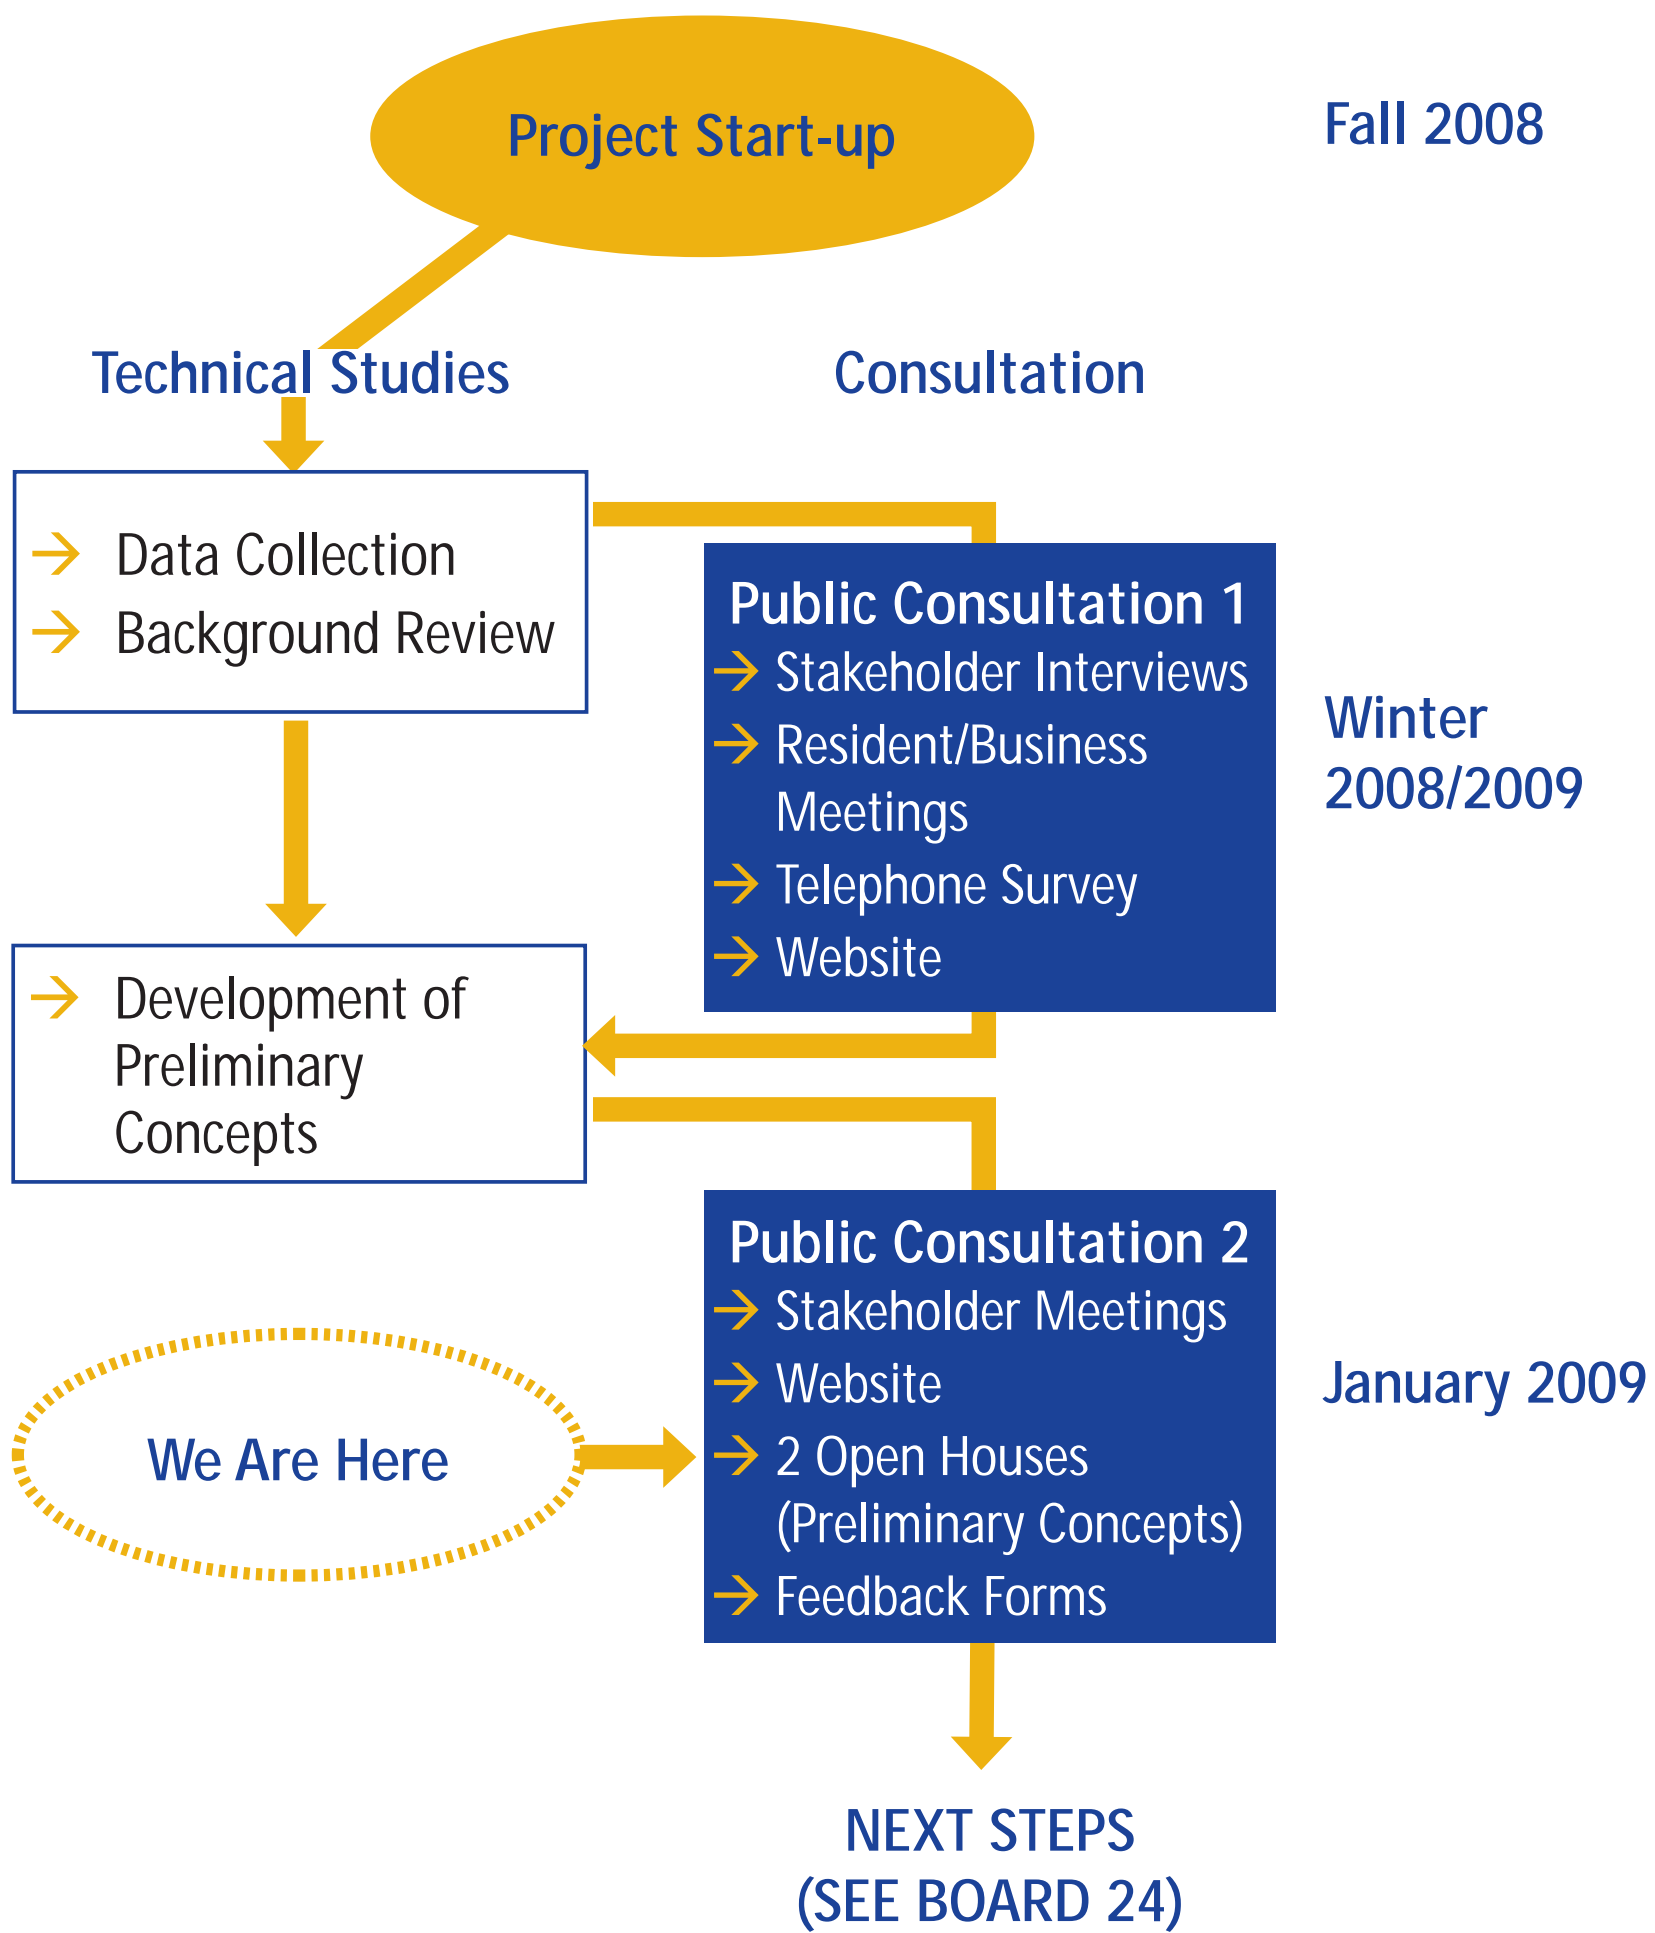 Project Start-up
Fall 2008
Technical Studies
Consultation
Data Collection
Background Review
Public Consultation 1
Stakeholder Interviews
Resident/Business
Meetings
Telephone Survey
Website
Winter
2008/2009
Development of
Preliminary
Concepts
Public Consultation 2
Stakeholder Meetings
Website
2 Open Houses
(Preliminary Concepts)
Feedback Forms
January 2009
We Are Here
NEXT STEPS
(SEE BOARD 24)